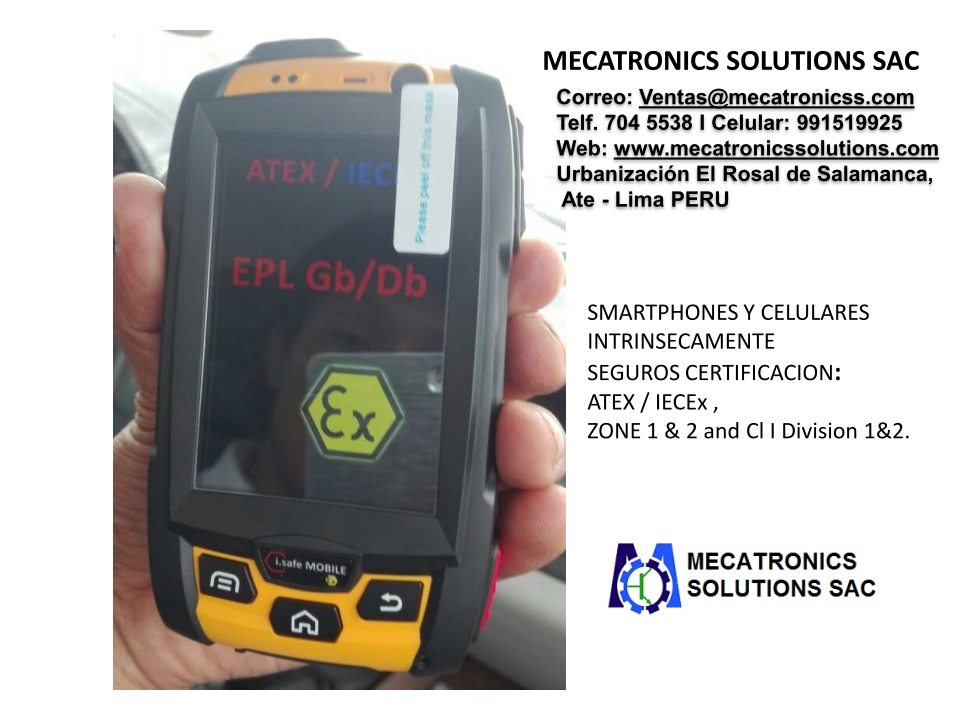 MECATRONICS SOLUTIONS SAC
Correo: Ventas@mecatronicss.com
Telf. 704 5538 I Celular: 991519925
Web: www.mecatronicssolutions.com
Urbanización El Rosal de Salamanca,
Ate - Lima PERU
Please peel off this mask
ATEX / IEC
EPL Gb/Db
Ex
i.safe MOBILE
SMARTPHONES Y CELULARES
INTRINSECAMENTE
SEGUROS CERTIFICACION:
ATEX / IECEx ,
ZONE 1 & 2 and Cl I Division 1&2.
MECATRONICS
SOLUTIONS SAC